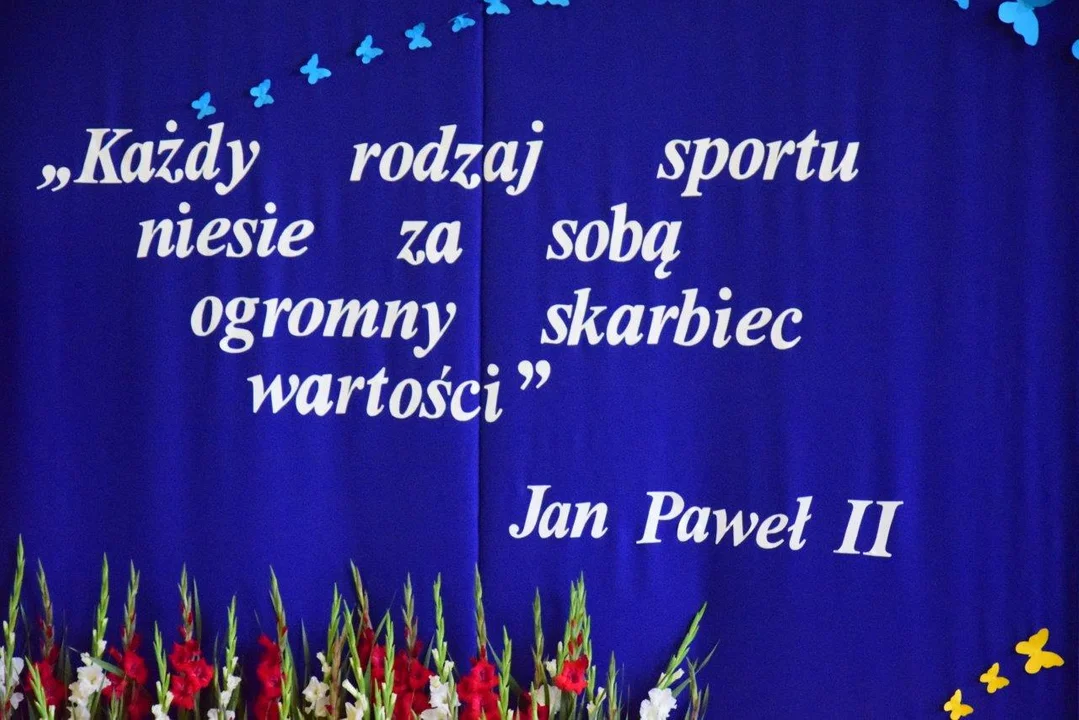 „Każdy rodzaj sportu
niesie za sobą
ogromny skarbiec
wartości”
Jan Paweł II